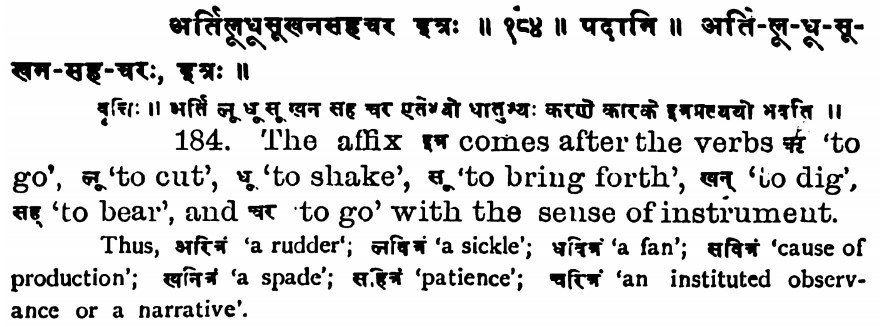 अर्तिलूधूसूखनसहचर इत्रः ॥ १८४ ॥ पदानि ॥ अर्ति-लू-धू-सू-
खन-सह-चरः, इत्रः ॥
वृत्तिः ॥ अर्ति लू धू सू खन सह चर एतेभ्यो धातुभ्यः करणे कारके इत्रप्रत्ययो भवति ॥
184. The affix इत्र comes after the verbs ऋ 'to
go', लू 'to cut', धू 'to shake', सू 'to bring forth', खन् 'to dig',
सह् 'to bear', and चर 'to go' with the sense of instrument.
Thus, अरित्रं 'a rudder'; लवित्रं 'a sickle'; धवित्रं 'a fan'; सवित्रं 'cause of
production'; खनित्रं 'a spade'; सहित्रं 'patience'; चरित्रं 'an instituted observ-
ance or a narrative'.